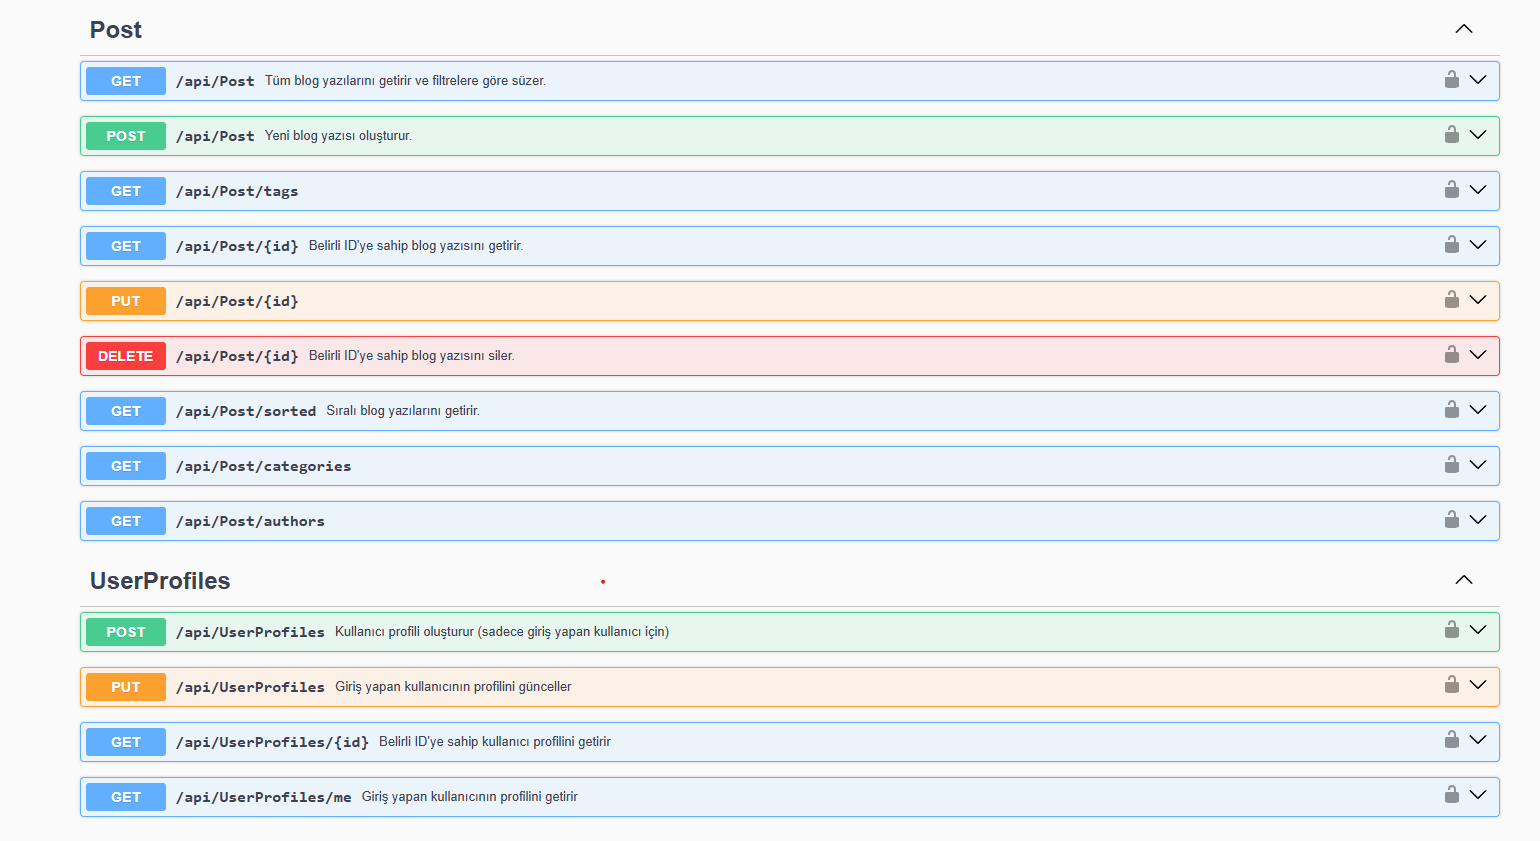 Post
GET /api/Post Tüm blog yazılarını getirir ve filtrelere göre süzer.
POST /api/Post Yeni blog yazısı oluşturur.
GET /api/Post/tags
GET /api/Post/{id} Belirli ID'ye sahip blog yazısını getirir.
PUT /api/Post/{id}
DELETE /api/Post/{id} Belirli ID'ye sahip blog yazısını siler.
GET /api/Post/sorted Sıralı blog yazılarını getirir.
GET /api/Post/categories
GET /api/Post/authors
UserProfiles
POST /api/UserProfiles Kullanıcı profili oluşturur (sadece giriş yapan kullanıcı için)
PUT /api/UserProfiles Giriş yapan kullanıcının profilini günceller
GET /api/UserProfiles/{id} Belirli ID'ye sahip kullanıcı profilini getirir
GET /api/UserProfiles/me Giriş yapan kullanıcının profilini getirir